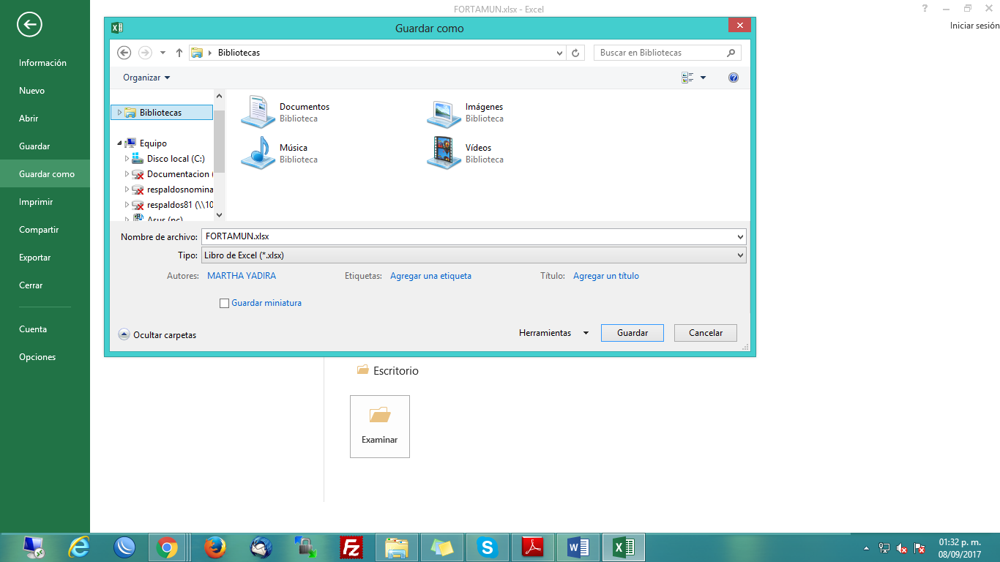 FORTAMUN.xlsx - Excel
?
Iniciar sesión
Información
Nuevo
Abrir
Guardar
Guardar como
Imprimir
Compartir
Exportar
Cerrar
Cuenta
Opciones
Guardar como
Bibliotecas
Buscar en Bibliotecas
Organizar
?
Bibliotecas
Equipo
Disco local (C:)
Documentacion (
respaldosnomina
respaldos81 (\\10
Asus (pc)
Documentos
Biblioteca
Imágenes
Biblioteca
Música
Biblioteca
Vídeos
Biblioteca
Nombre de archivo: FORTAMUN.xlsx
Tipo: Libro de Excel (*.xlsx)
Autores: MARTHA YADIRA
Etiquetas: Agregar una etiqueta
Título: Agregar un título
Guardar miniatura
Ocultar carpetas
Herramientas
Guardar
Cancelar
Escritorio
Examinar
01:32 p. m.
08/09/2017